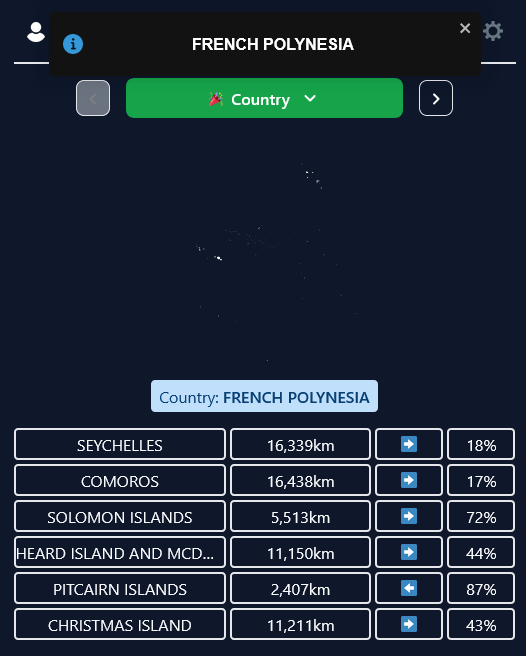 FRENCH POLYNESIA
Country
Country: FRENCH POLYNESIA
SEYCHELLES 16,339km ➡ 18%
COMOROS 16,438km ➡ 17%
SOLOMON ISLANDS 5,513km ➡ 72%
HEARD ISLAND AND MCD... 11,150km ➡ 44%
PITCAIRN ISLANDS 2,407km ⬅ 87%
CHRISTMAS ISLAND 11,211km ➡ 43%